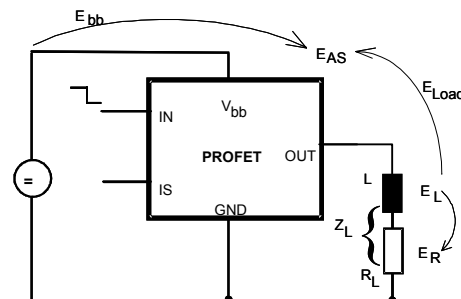 E_bb
E_AS
E_Load
V_bb
IN
PROFET
OUT
IS
GND
=
L
E_L
Z_L
{
R_L
E_R